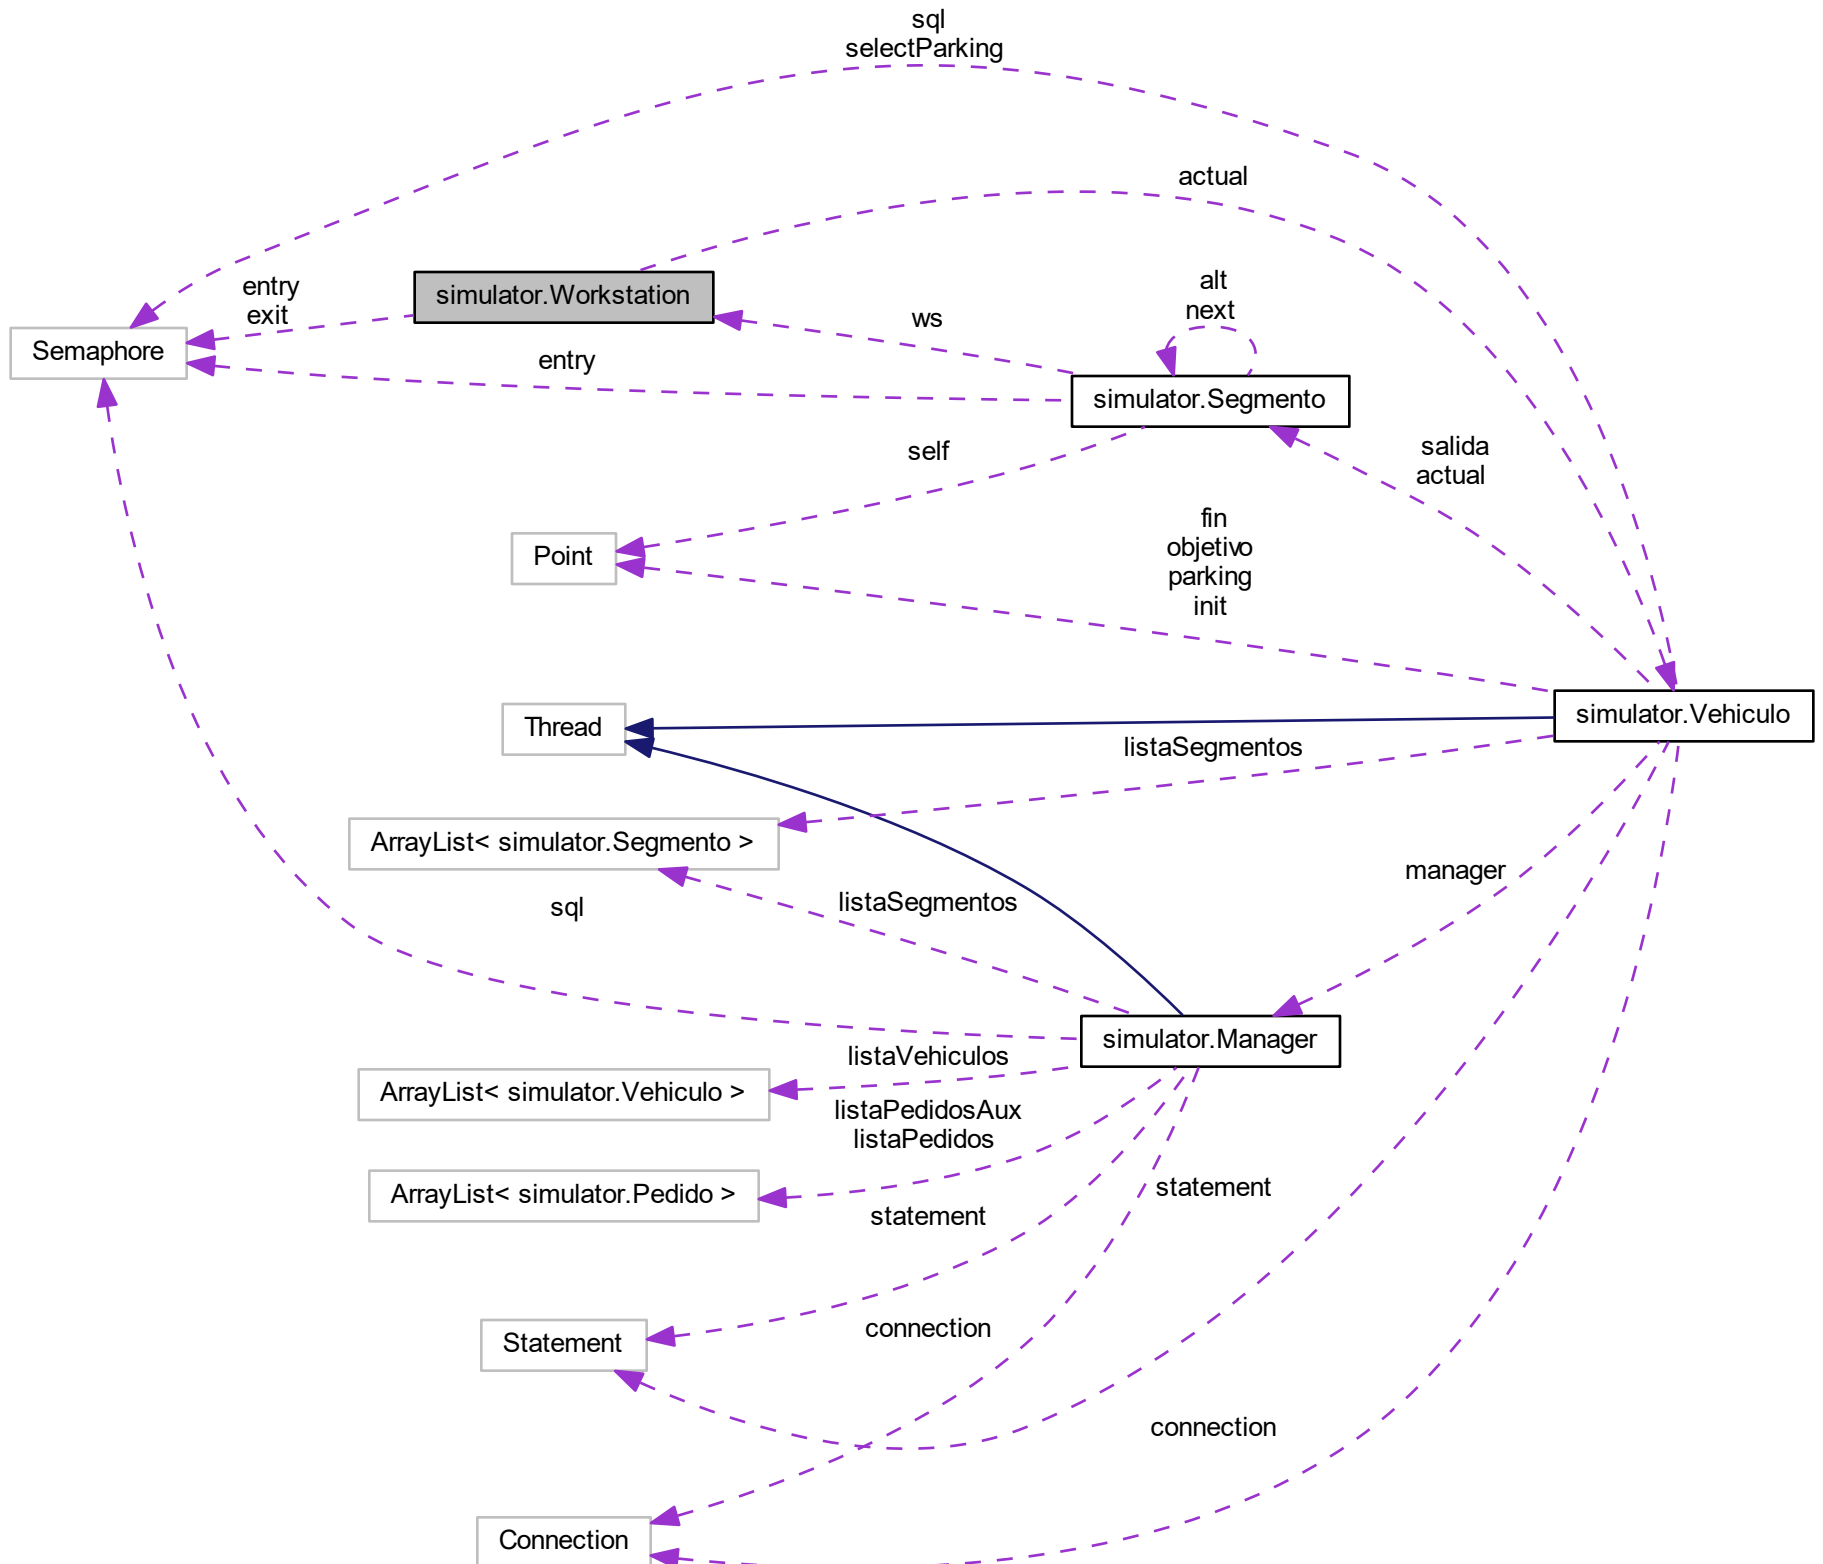 sql
selectParking
actual
entry
exit
simulator.Workstation
alt
next
ws
Semaphore
entry
simulator.Segmento
self
salida
actual
Point
fin
objetivo
parking
init
Thread
simulator.Vehiculo
listaSegmentos
ArrayList< simulator.Segmento >
manager
sql
listaSegmentos
simulator.Manager
listaVehiculos
ArrayList< simulator.Vehiculo >
listaPedidosAux
listaPedidos
ArrayList< simulator.Pedido >
statement
statement
Statement
connection
connection
Connection